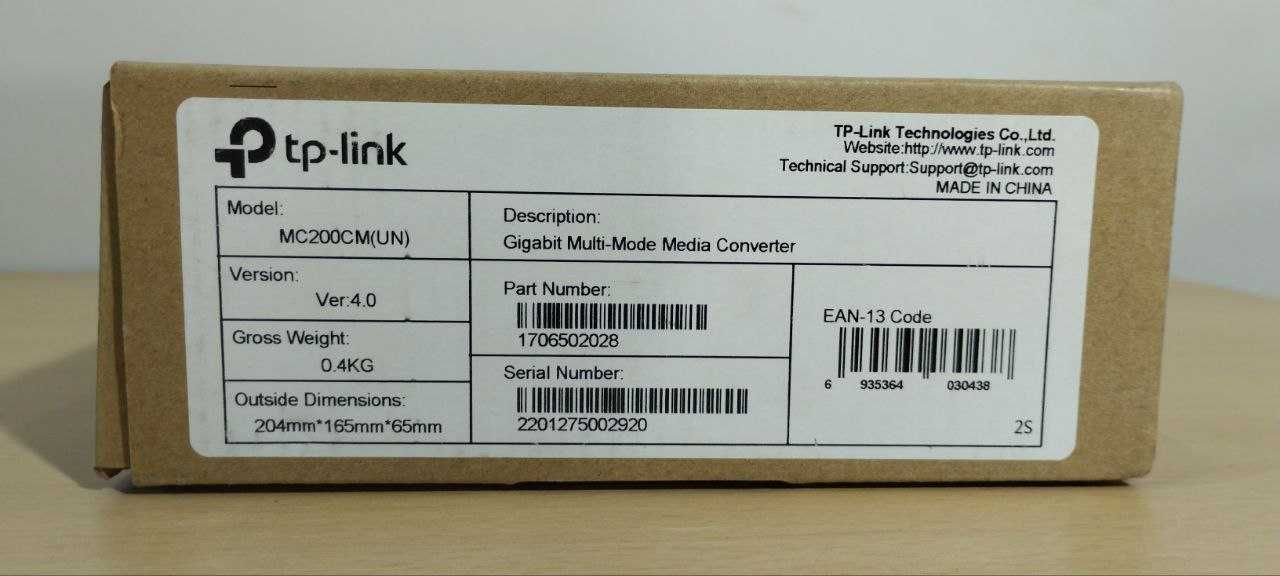 tp-link
TP-Link Technologies Co.,Ltd.
Website:http://www.tp-link.com
Technical Support:Support@tp-link.com
MADE IN CHINA
Model:
MC200CM(UN)
Description:
Gigabit Multi-Mode Media Converter
Version:
Ver:4.0
Gross Weight:
0.4KG
Outside Dimensions:
204mm*165mm*65mm
Part Number:
1706502028
Serial Number:
2201275002920
EAN-13 Code
6 935364 030438
2S